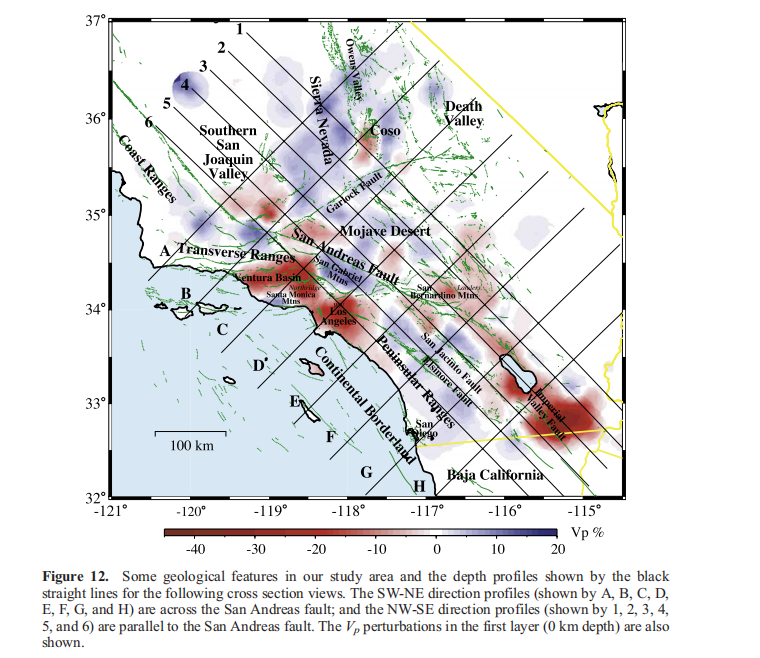 37°
36°
35°
34°
33°
32°
-121°
-120°
-119°
-118°
-117°
-116°
-115°
1
2
3
4
5
6
A
B
C
D
E
F
G
H
Owens Valley
Sierra Nevada
Coso
Death
Valley
Southern
San
Joaquin
Valley
Coast Ranges
Garlock Fault
Mojave Desert
San Andreas Fault
Transverse Ranges
San Gabriel
Mtns
Ventura Basin
Northridge
Santa Monica
Mtns
Los
Angeles
San
Bernardino Mtns
Landers
San Jacinto Fault
Elsinore Fault
Peninsular Ranges
Continental Borderland
Imperial
Valley Fault
San
Diego
Baja California
100 km
-40
-30
-20
-10
0
10
20
Vp %
Figure 12. Some geological features in our study area and the depth profiles shown by the black
straight lines for the following cross section views. The SW-NE direction profiles (shown by A, B, C, D,
E, F, G, and H) are across the San Andreas fault; and the NW-SE direction profiles (shown by 1, 2, 3, 4,
5, and 6) are parallel to the San Andreas fault. The Vp perturbations in the first layer (0 km depth) are also
shown.